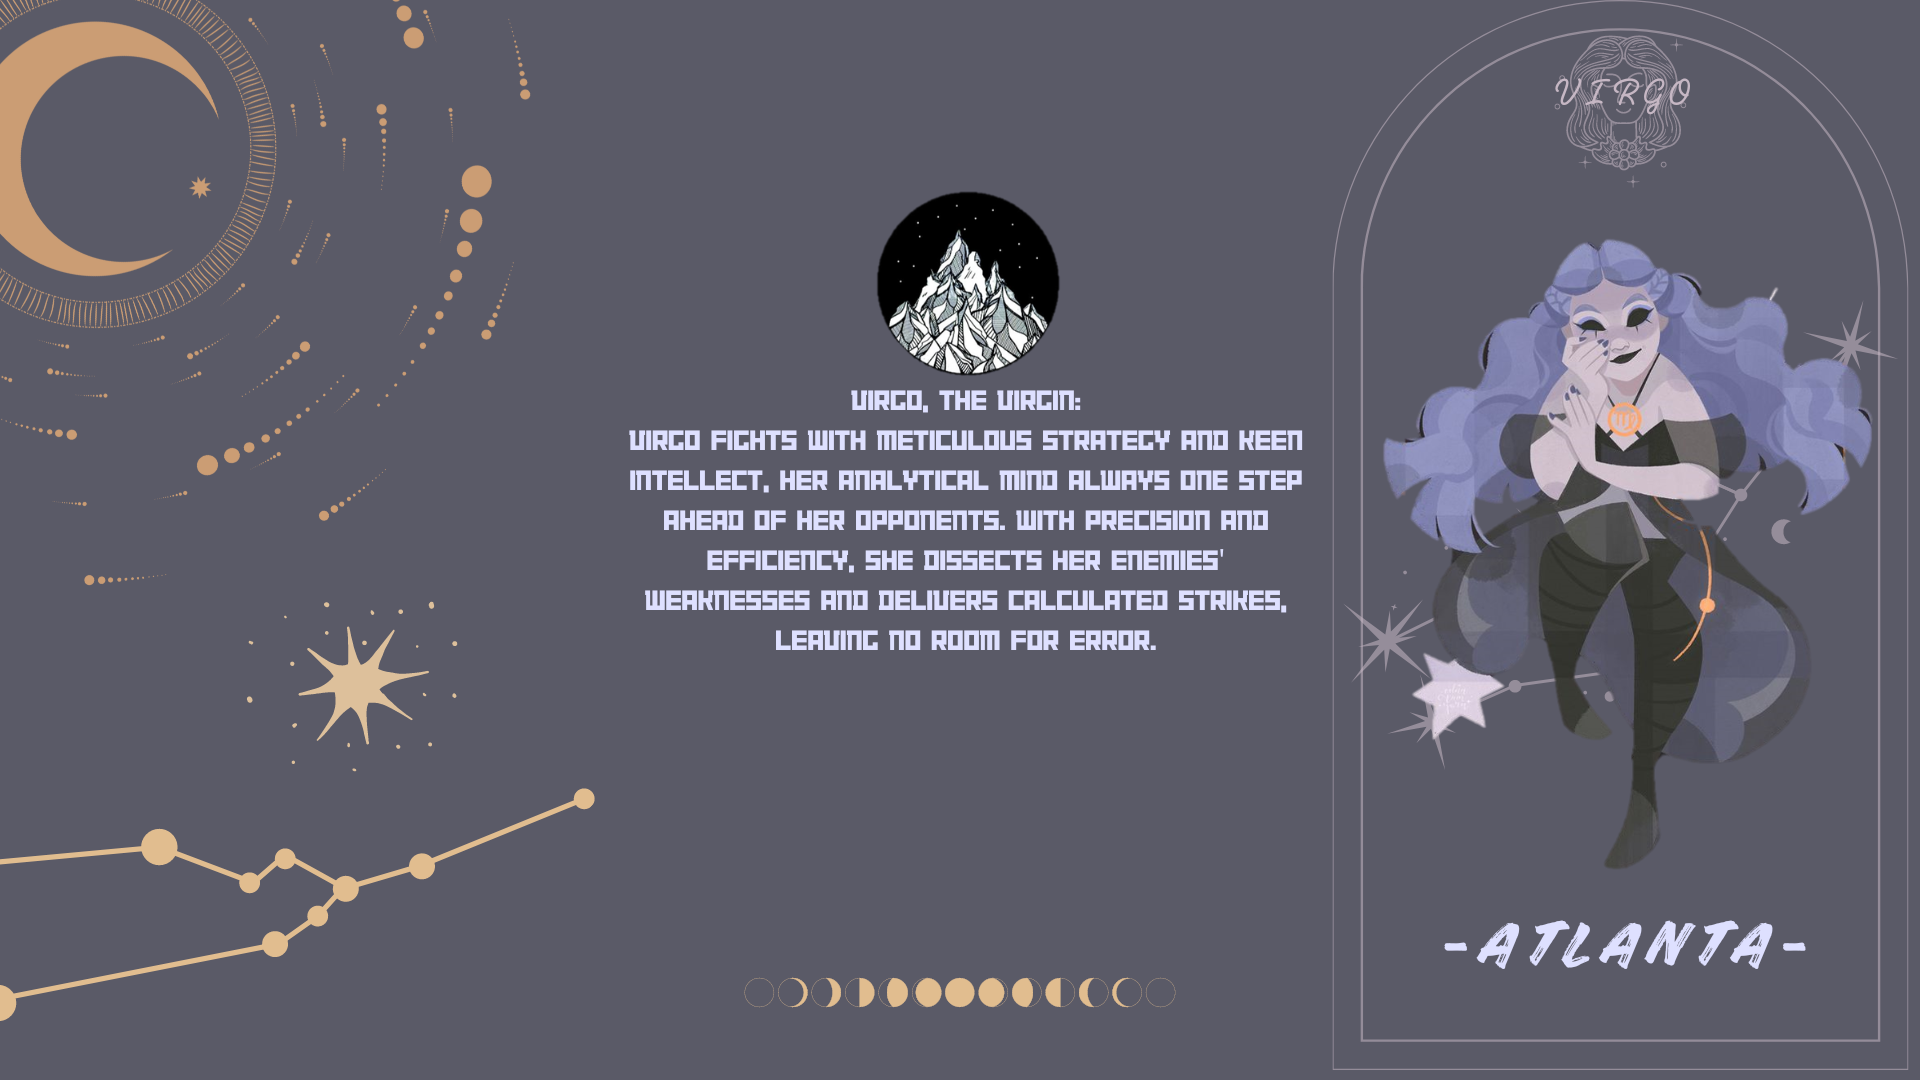 VIRGO
VIRGO, THE VIRGIN:
VIRGO FIGHTS WITH METICULOUS STRATEGY AND KEEN
INTELLECT, HER ANALYTICAL MIND ALWAYS ONE STEP
AHEAD OF HER OPPONENTS. WITH PRECISION AND
EFFICIENCY, SHE DISSECTS HER ENEMIES'
WEAKNESSES AND DELIVERS CALCULATED STRIKES,
LEAVING NO ROOM FOR ERROR.
-ATLANTA-